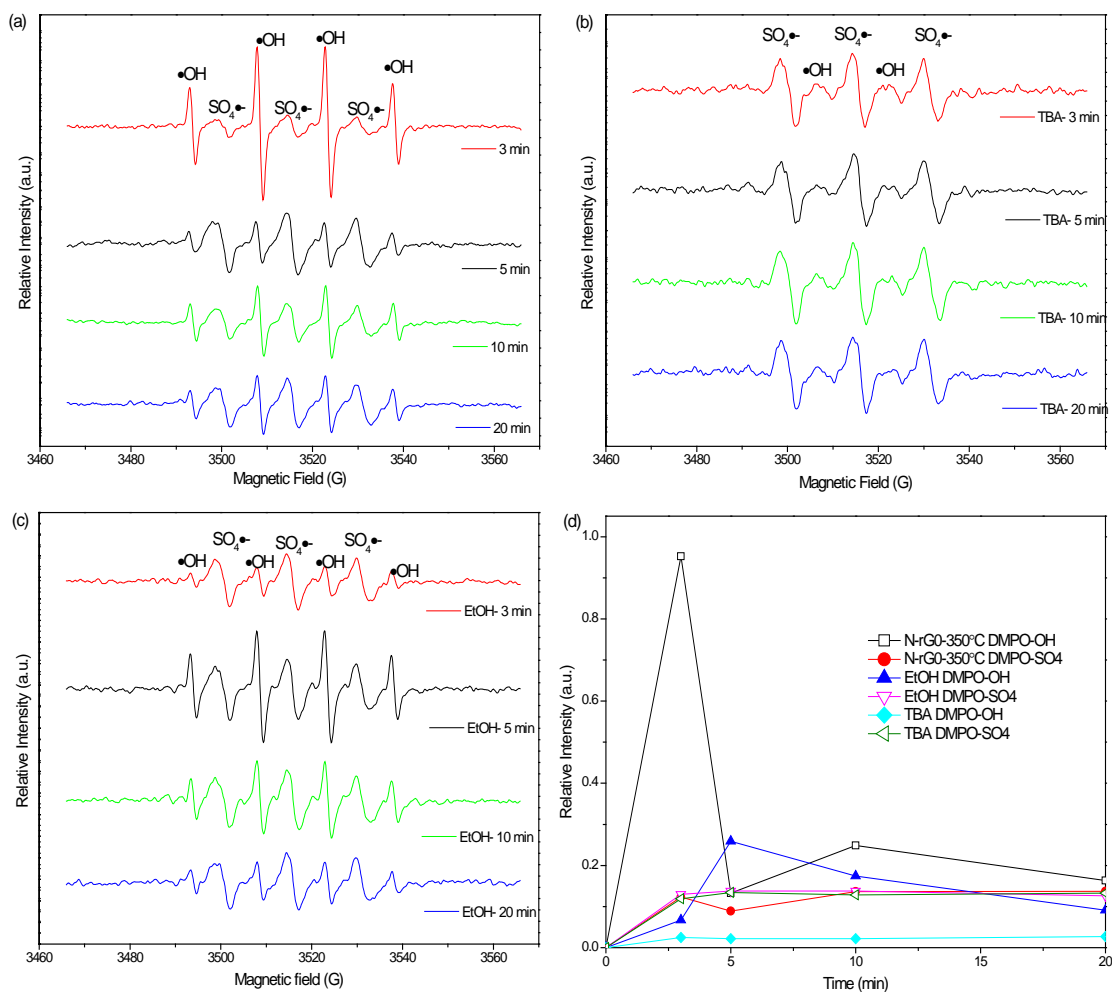 (a)
●OH
●OH
●OH
●OH
SO4●-
SO4●-
SO4●-
3 min
5 min
10 min
20 min
Relative Intensity (a.u.)
3460 3480 3500 3520 3540 3560
Magnetic Field (G)
(b)
SO4●-
SO4●-
SO4●-
●OH
●OH
TBA- 3 min
TBA- 5 min
TBA- 10 min
TBA- 20 min
Relative Intensity (a.u.)
3460 3480 3500 3520 3540 3560
Magnetic Field (G)
(c)
SO4●-
SO4●-
SO4●-
●OH
●OH
●OH
●OH
EtOH- 3 min
EtOH- 5 min
EtOH- 10 min
EtOH- 20 min
Relative Intensity (a.u.)
3460 3480 3500 3520 3540 3560
Magnetic field (G)
(d)
1.0
0.8
0.6
0.4
0.2
0.0
Relative Intensity (a.u.)
N-rG0-350°C DMPO-OH
N-rG0-350°C DMPO-SO4
EtOH DMPO-OH
EtOH DMPO-SO4
TBA DMPO-OH
TBA DMPO-SO4
0 5 10 15 20
Time (min)